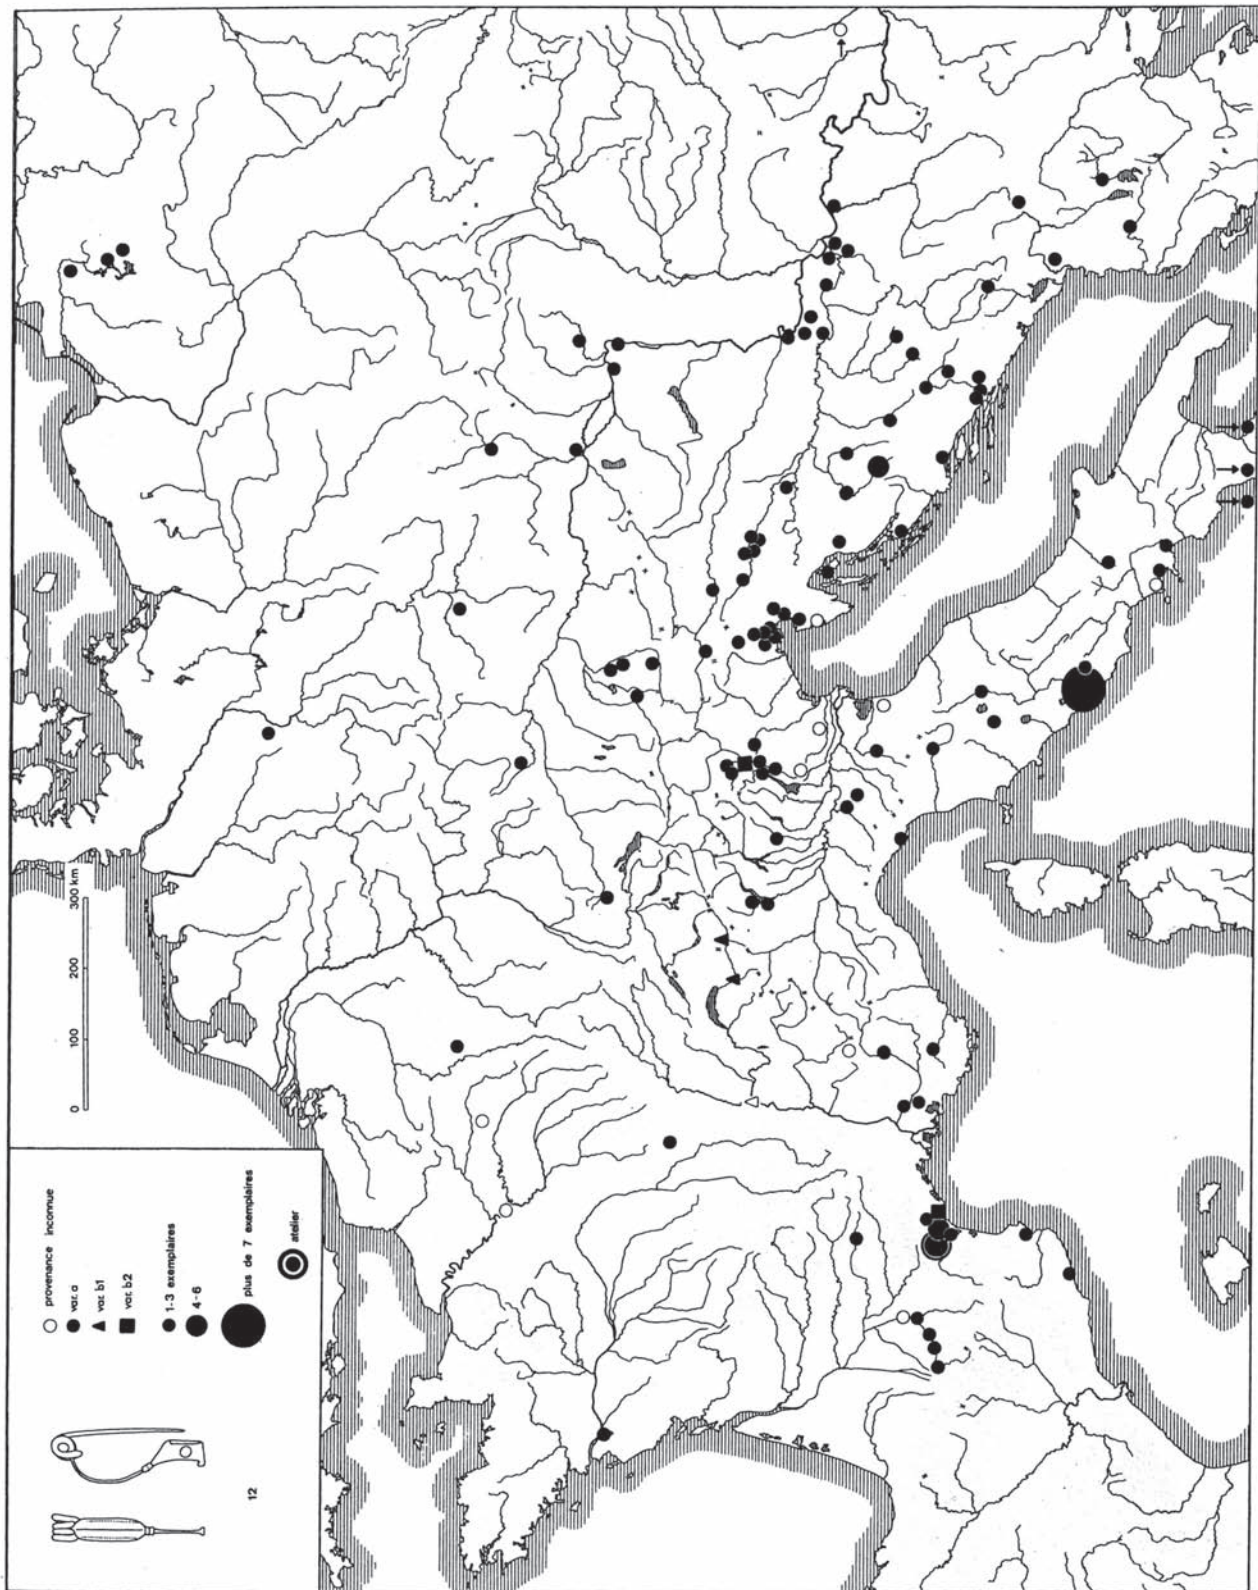 provenance inconnue
var. a
var. b1
var. b2
1-3 exemplaires
4-6
plus de 7 exemplaires
atelier
12
0 100 200 300 km